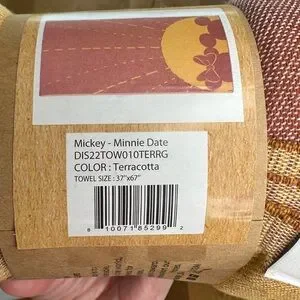 Mickey - Minnie Date
DIS22TOW010TERRG
COLOR : Terracotta
TOWEL SIZE : 37"x67"
8 10071 85299 2